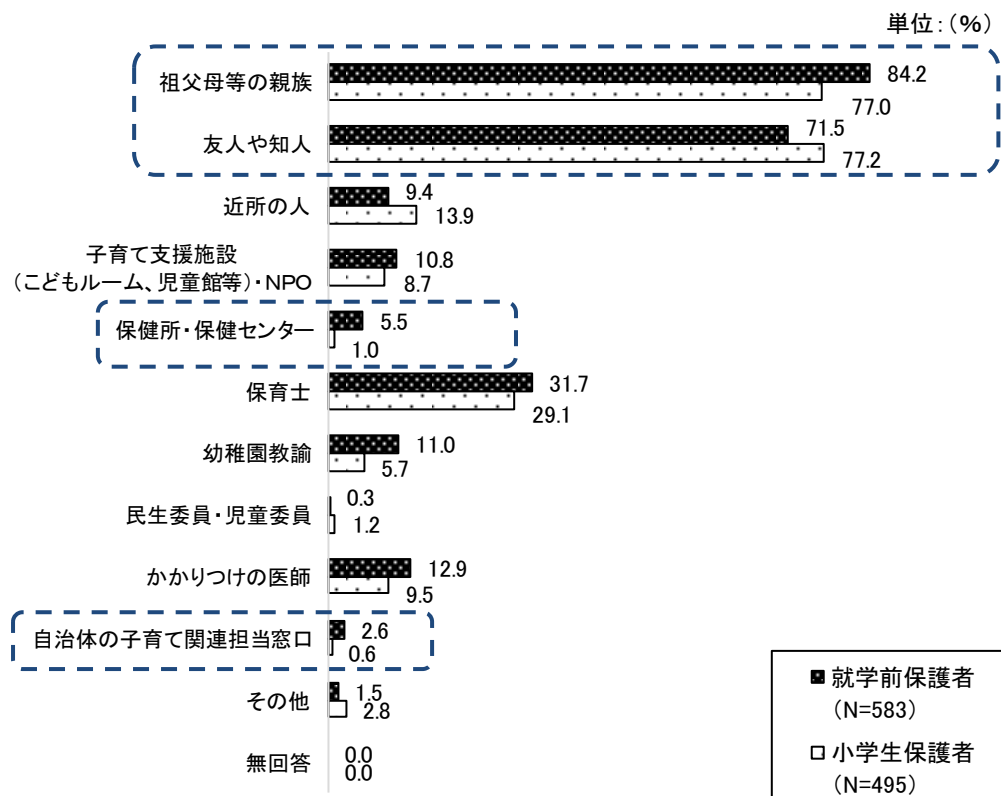 単位：（％）
祖父母等の親族
84.2
77.0
友人や知人
71.5
77.2
近所の人
9.4
13.9
子育て支援施設
（こどもルーム、児童館等）・NPO
10.8
8.7
保健所・保健センター
5.5
1.0
保育士
31.7
29.1
幼稚園教諭
11.0
5.7
民生委員・児童委員
0.3
1.2
かかりつけの医師
12.9
9.5
自治体の子育て関連担当窓口
2.6
0.6
その他
1.5
2.8
無回答
0.0
0.0
就学前保護者
（N=583）
小学生保護者
（N=495）